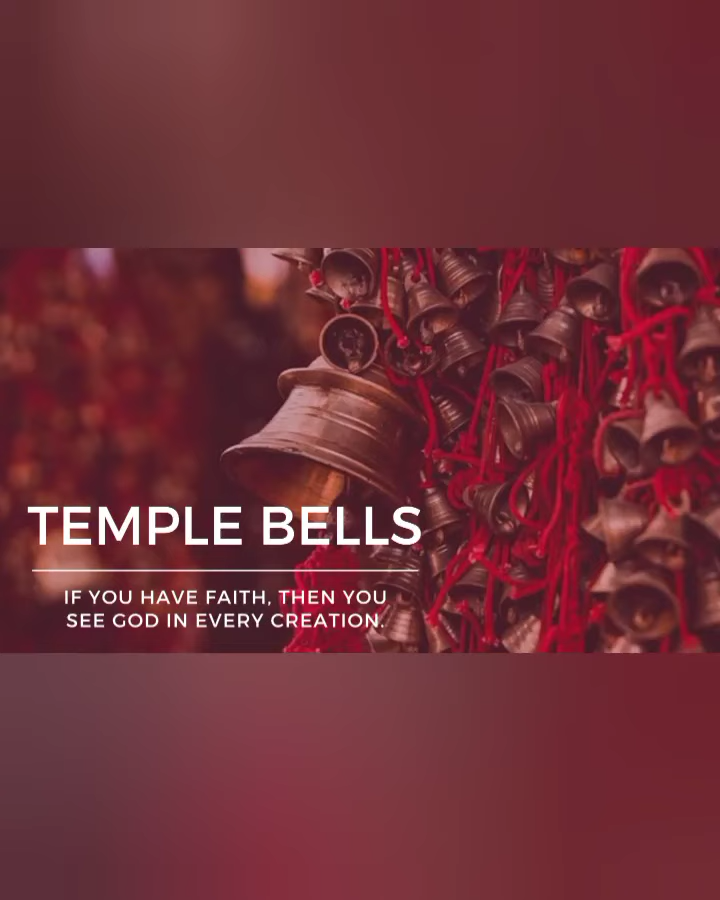 TEMPLE BELLS
IF YOU HAVE FAITH, THEN YOU
SEE GOD IN EVERY CREATION.